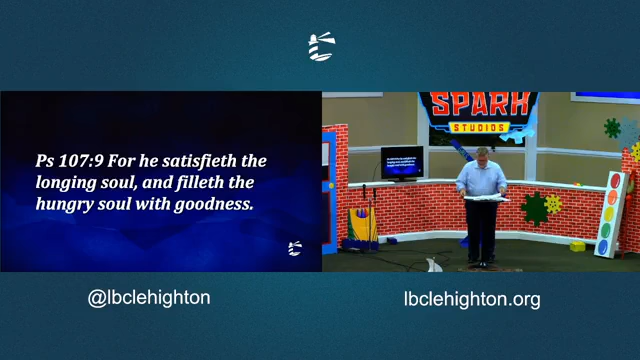 Ps 107:9 For he satisfieth the
longing soul, and filleth the
hungry soul with goodness.
SPARK
STUDIOS
@lbclehighton
lbclehighton.org